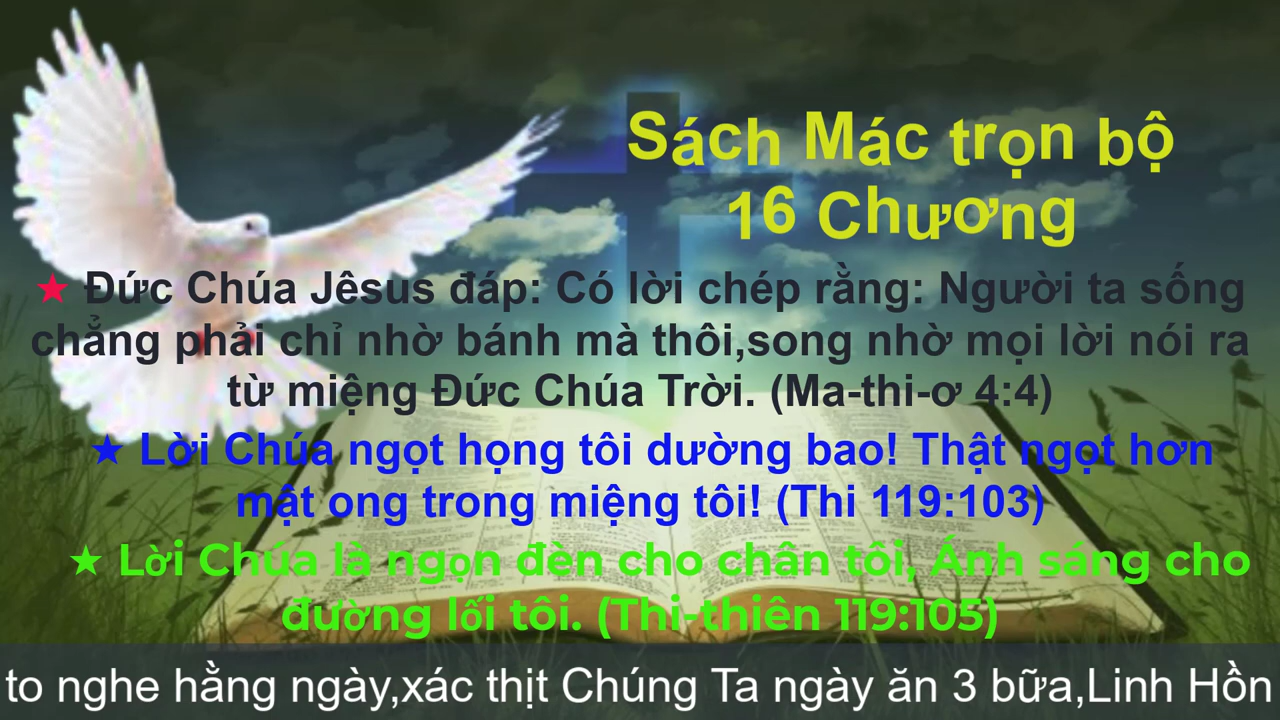 Sách Mác trọn bộ
16 Chương
★ Đức Chúa Jêsus đáp: Có lời chép rằng: Người ta sống
chẳng phải chỉ nhờ bánh mà thôi,song nhờ mọi lời nói ra
từ miệng Đức Chúa Trời. (Ma-thi-ơ 4:4)
★ Lời Chúa ngọt họng tôi dường bao! Thật ngọt hơn
mật ong trong miệng tôi! (Thi 119:103)
★ Lời Chúa là ngọn đèn cho chân tôi, Ánh sáng cho
đường lối tôi. (Thi-thiên 119:105)
to nghe hằng ngày,xác thịt Chúng Ta ngày ăn 3 bữa,Linh Hồn